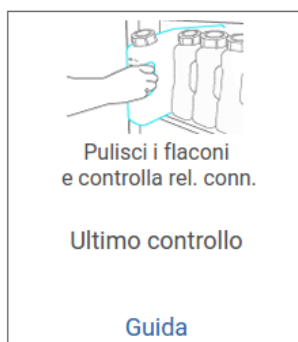 Pulisci i flaconi
e controlla rel. conn.
Ultimo controllo
Guida